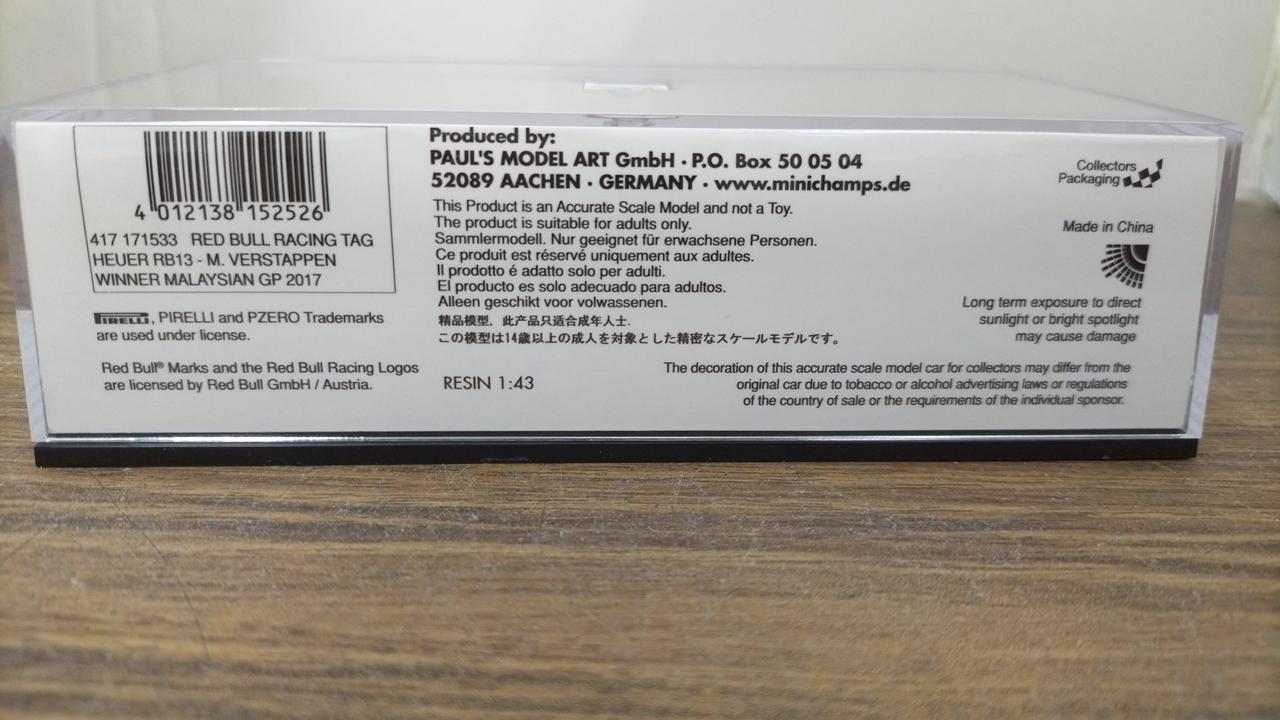 4 012138 152526
417 171533 RED BULL RACING TAG
HEUER RB13 - M. VERSTAPPEN
WINNER MALAYSIAN GP 2017
PIRELLI, PIRELLI and PZERO Trademarks
are used under license.
Red Bull® Marks and the Red Bull Racing Logos
are licensed by Red Bull GmbH / Austria.
Produced by:
PAUL'S MODEL ART GmbH · P.O. Box 50 05 04
52089 AACHEN · GERMANY · www.minichamps.de
This Product is an Accurate Scale Model and not a Toy.
The product is suitable for adults only.
Sammlermodell. Nur geeignet für erwachsene Personen.
Ce produit est réservé uniquement aux adultes.
Il prodotto é adatto solo per adulti.
El producto es solo adecuado para adultos.
Alleen geschikt voor volwassenen.
精品模型，此产品只适合成年人士.
この模型は14歳以上の成人を対象とした精密なスケールモデルです。
RESIN 1:43
Collectors
Packaging
Made in China
Long term exposure to direct
sunlight or bright spotlight
may cause damage
The decoration of this accurate scale model car for collectors may differ from the
original car due to tobacco or alcohol advertising laws or regulations
of the country of sale or the requirements of the individual sponsor.